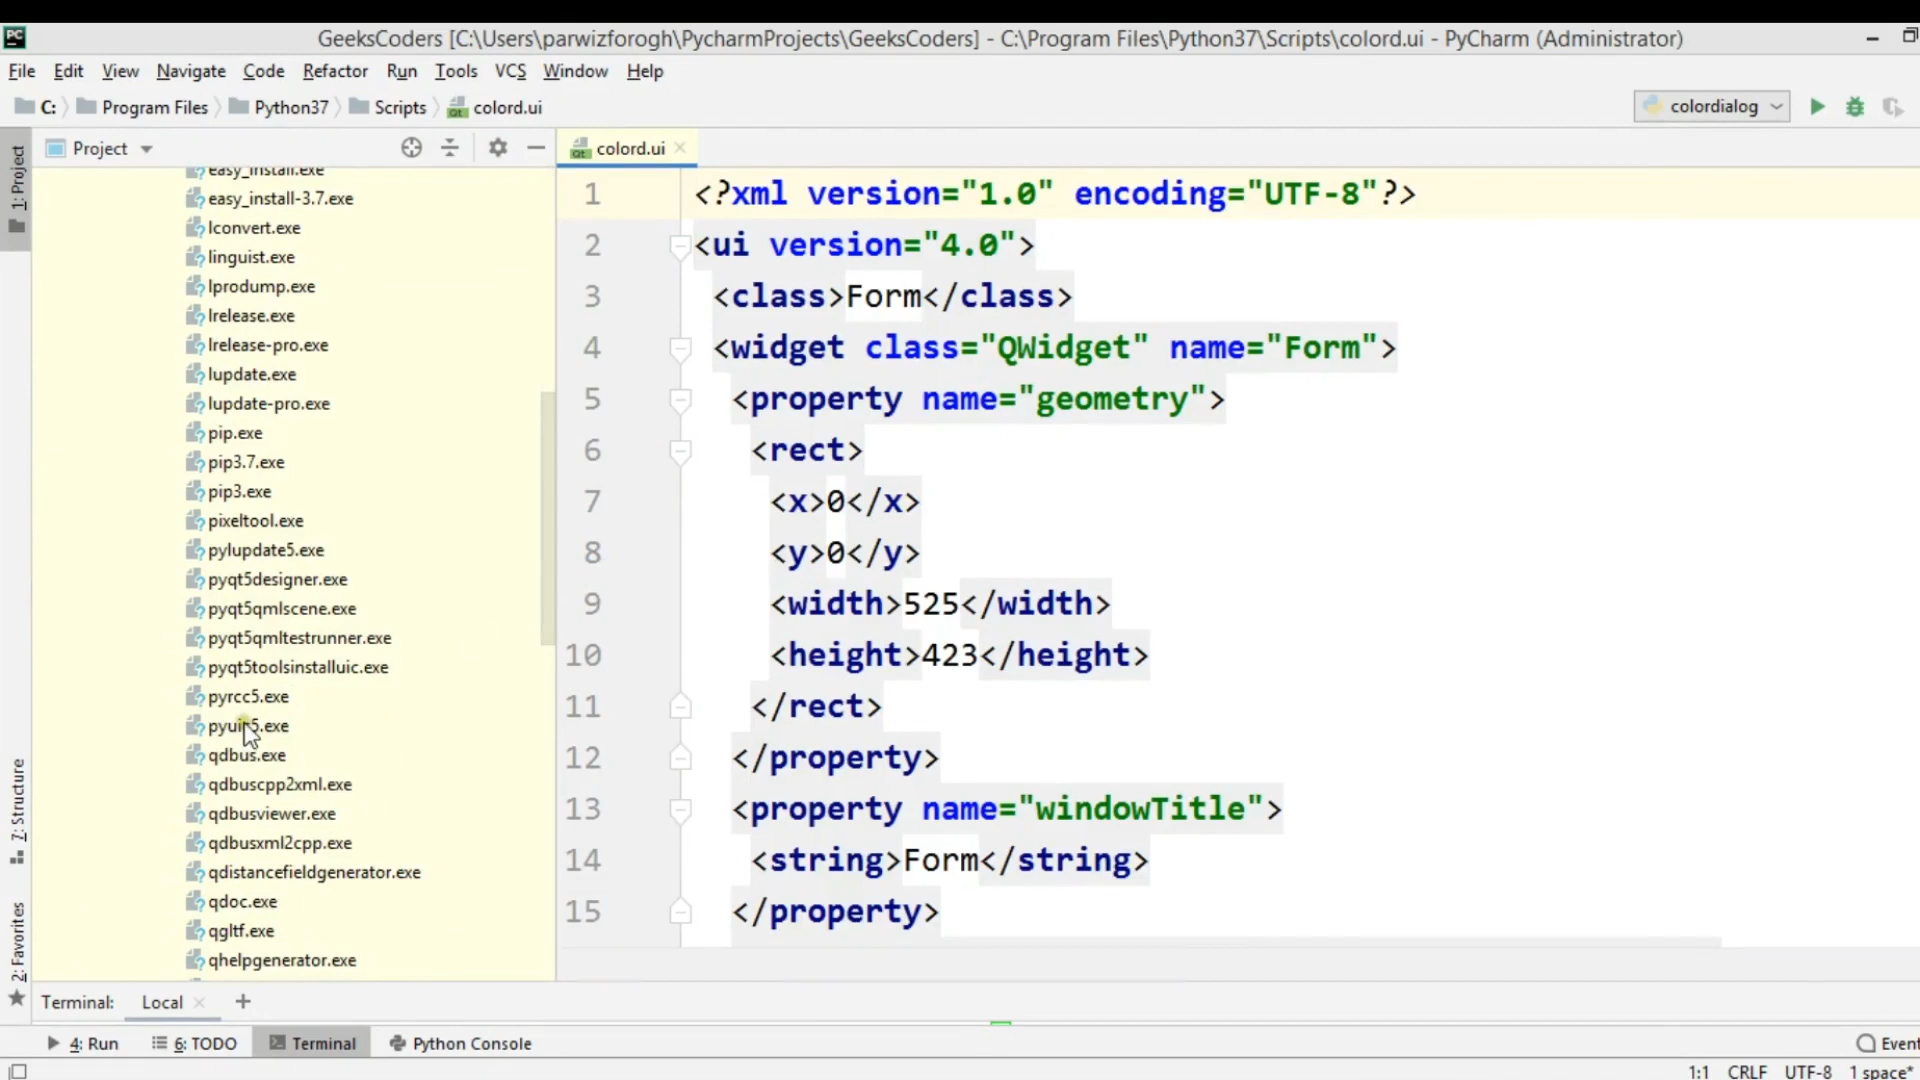 PC
GeeksCoders [C:\Users\parwizforogh\PycharmProjects\GeeksCoders] - C:\Program Files\Python37\Scripts\colord.ui - PyCharm (Administrator)
File Edit View Navigate Code Refactor Run Tools VCS Window Help
C: Program Files Python37 Scripts colord.ui
colordialog
1: Project
Project
colord.ui
easy_install.exe
easy_install-3.7.exe
lconvert.exe
linguist.exe
lprodump.exe
lrelease.exe
lrelease-pro.exe
lupdate.exe
lupdate-pro.exe
pip.exe
pip3.7.exe
pip3.exe
pixeltool.exe
pylupdate5.exe
pyqt5designer.exe
pyqt5qmlscene.exe
pyqt5qmltestrunner.exe
pyqt5toolsinstalluic.exe
pyrcc5.exe
pyuic5.exe
qdbus.exe
qdbuscpp2xml.exe
qdbusviewer.exe
qdbusxml2cpp.exe
qdistancefieldgenerator.exe
qdoc.exe
qgltf.exe
qhelpgenerator.exe
1 <?xml version="1.0" encoding="UTF-8"?>
2 <ui version="4.0">
3 <class>Form</class>
4 <widget class="QWidget" name="Form">
5 <property name="geometry">
6 <rect>
7 <x>0</x>
8 <y>0</y>
9 <width>525</width>
10 <height>423</height>
11 </rect>
12 </property>
13 <property name="windowTitle">
14 <string>Form</string>
15 </property>
7: Structure
2: Favorites
Terminal: Local +
4: Run 6: TODO Terminal Python Console Event
1:1 CRLF UTF-8 1 space*